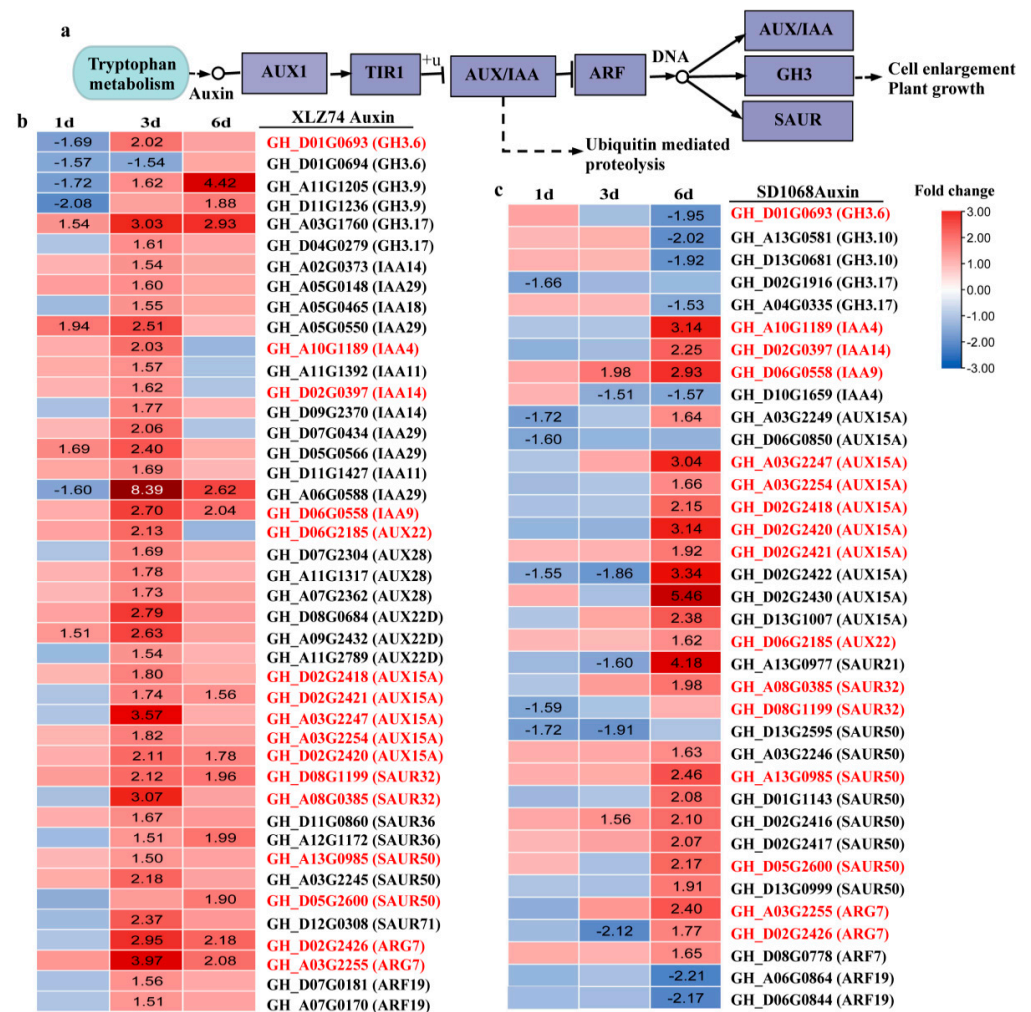 a
Tryptophan
metabolism
Auxin
AUX1
TIR1
+u
AUX/IAA
ARF
DNA
AUX/IAA
GH3
SAUR
Cell enlargement
Plant growth
Ubiquitin mediated
proteolysis
b
1d 3d 6d XLZ74 Auxin
-1.69 2.02 GH_D01G0693 (GH3.6)
-1.57 -1.54 GH_D01G0694 (GH3.6)
-1.72 1.62 4.42 GH_A11G1205 (GH3.9)
-2.08 1.88 GH_D11G1236 (GH3.9)
1.54 3.03 2.93 GH_A03G1760 (GH3.17)
1.61 GH_D04G0279 (GH3.17)
1.54 GH_A02G0373 (IAA14)
1.60 GH_A05G0148 (IAA29)
1.55 GH_A05G0465 (IAA18)
1.94 2.51 GH_A05G0550 (IAA29)
2.03 GH_A10G1189 (IAA4)
1.57 GH_A11G1392 (IAA11)
1.62 GH_D02G0397 (IAA14)
1.77 GH_D09G2370 (IAA14)
2.06 GH_D07G0434 (IAA29)
1.69 2.40 GH_D05G0566 (IAA29)
1.69 GH_D11G1427 (IAA11)
-1.60 8.39 2.62 GH_A06G0588 (IAA29)
2.70 2.04 GH_D06G0558 (IAA9)
2.13 GH_D06G2185 (AUX22)
1.69 GH_D07G2304 (AUX28)
1.78 GH_A11G1317 (AUX28)
1.73 GH_A07G2362 (AUX28)
2.79 GH_D08G0684 (AUX22D)
1.51 2.63 GH_A09G2432 (AUX22D)
1.54 GH_A11G2789 (AUX22D)
1.80 GH_D02G2418 (AUX15A)
1.74 1.56 GH_D02G2421 (AUX15A)
3.57 GH_A03G2247 (AUX15A)
1.82 GH_A03G2254 (AUX15A)
2.11 1.78 GH_D02G2420 (AUX15A)
2.12 1.96 GH_D08G1199 (SAUR32)
3.07 GH_A08G0385 (SAUR32)
1.67 GH_D11G0860 (SAUR36
1.51 1.99 GH_A12G1172 (SAUR36)
1.50 GH_A13G0985 (SAUR50)
2.18 GH_A03G2245 (SAUR50)
1.90 GH_D05G2600 (SAUR50)
2.37 GH_D12G0308 (SAUR71)
2.95 2.18 GH_D02G2426 (ARG7)
3.97 2.08 GH_A03G2255 (ARG7)
1.56 GH_D07G0181 (ARF19)
1.51 GH_A07G0170 (ARF19)
c
1d 3d 6d SD1068Auxin
-1.95 GH_D01G0693 (GH3.6)
-2.02 GH_A13G0581 (GH3.10)
-1.92 GH_D13G0681 (GH3.10)
-1.66 GH_D02G1916 (GH3.17)
-1.53 GH_A04G0335 (GH3.17)
3.14 GH_A10G1189 (IAA4)
2.25 GH_D02G0397 (IAA14)
1.98 2.93 GH_D06G0558 (IAA9)
-1.51 -1.57 GH_D10G1659 (IAA4)
-1.72 1.64 GH_A03G2249 (AUX15A)
-1.60 GH_D06G0850 (AUX15A)
3.04 GH_A03G2247 (AUX15A)
1.66 GH_A03G2254 (AUX15A)
2.15 GH_D02G2418 (AUX15A)
3.14 GH_D02G2420 (AUX15A)
1.92 GH_D02G2421 (AUX15A)
-1.55 -1.86 3.34 GH_D02G2422 (AUX15A)
5.46 GH_D02G2430 (AUX15A)
2.38 GH_D13G1007 (AUX15A)
1.62 GH_D06G2185 (AUX22)
-1.60 4.18 GH_A13G0977 (SAUR21)
1.98 GH_A08G0385 (SAUR32)
-1.59 GH_D08G1199 (SAUR32)
-1.72 -1.91 GH_D13G2595 (SAUR50)
1.63 GH_A03G2246 (SAUR50)
2.46 GH_A13G0985 (SAUR50)
2.08 GH_D01G1143 (SAUR50)
1.56 2.10 GH_D02G2416 (SAUR50)
2.07 GH_D02G2417 (SAUR50)
2.17 GH_D05G2600 (SAUR50)
1.91 GH_D13G0999 (SAUR50)
2.40 GH_A03G2255 (ARG7)
-2.12 1.77 GH_D02G2426 (ARG7)
1.65 GH_D08G0778 (ARF7)
-2.21 GH_A06G0864 (ARF19)
-2.17 GH_D06G0844 (ARF19)
Fold change
3.00
2.00
1.00
-0.00
-1.00
-2.00
-3.00